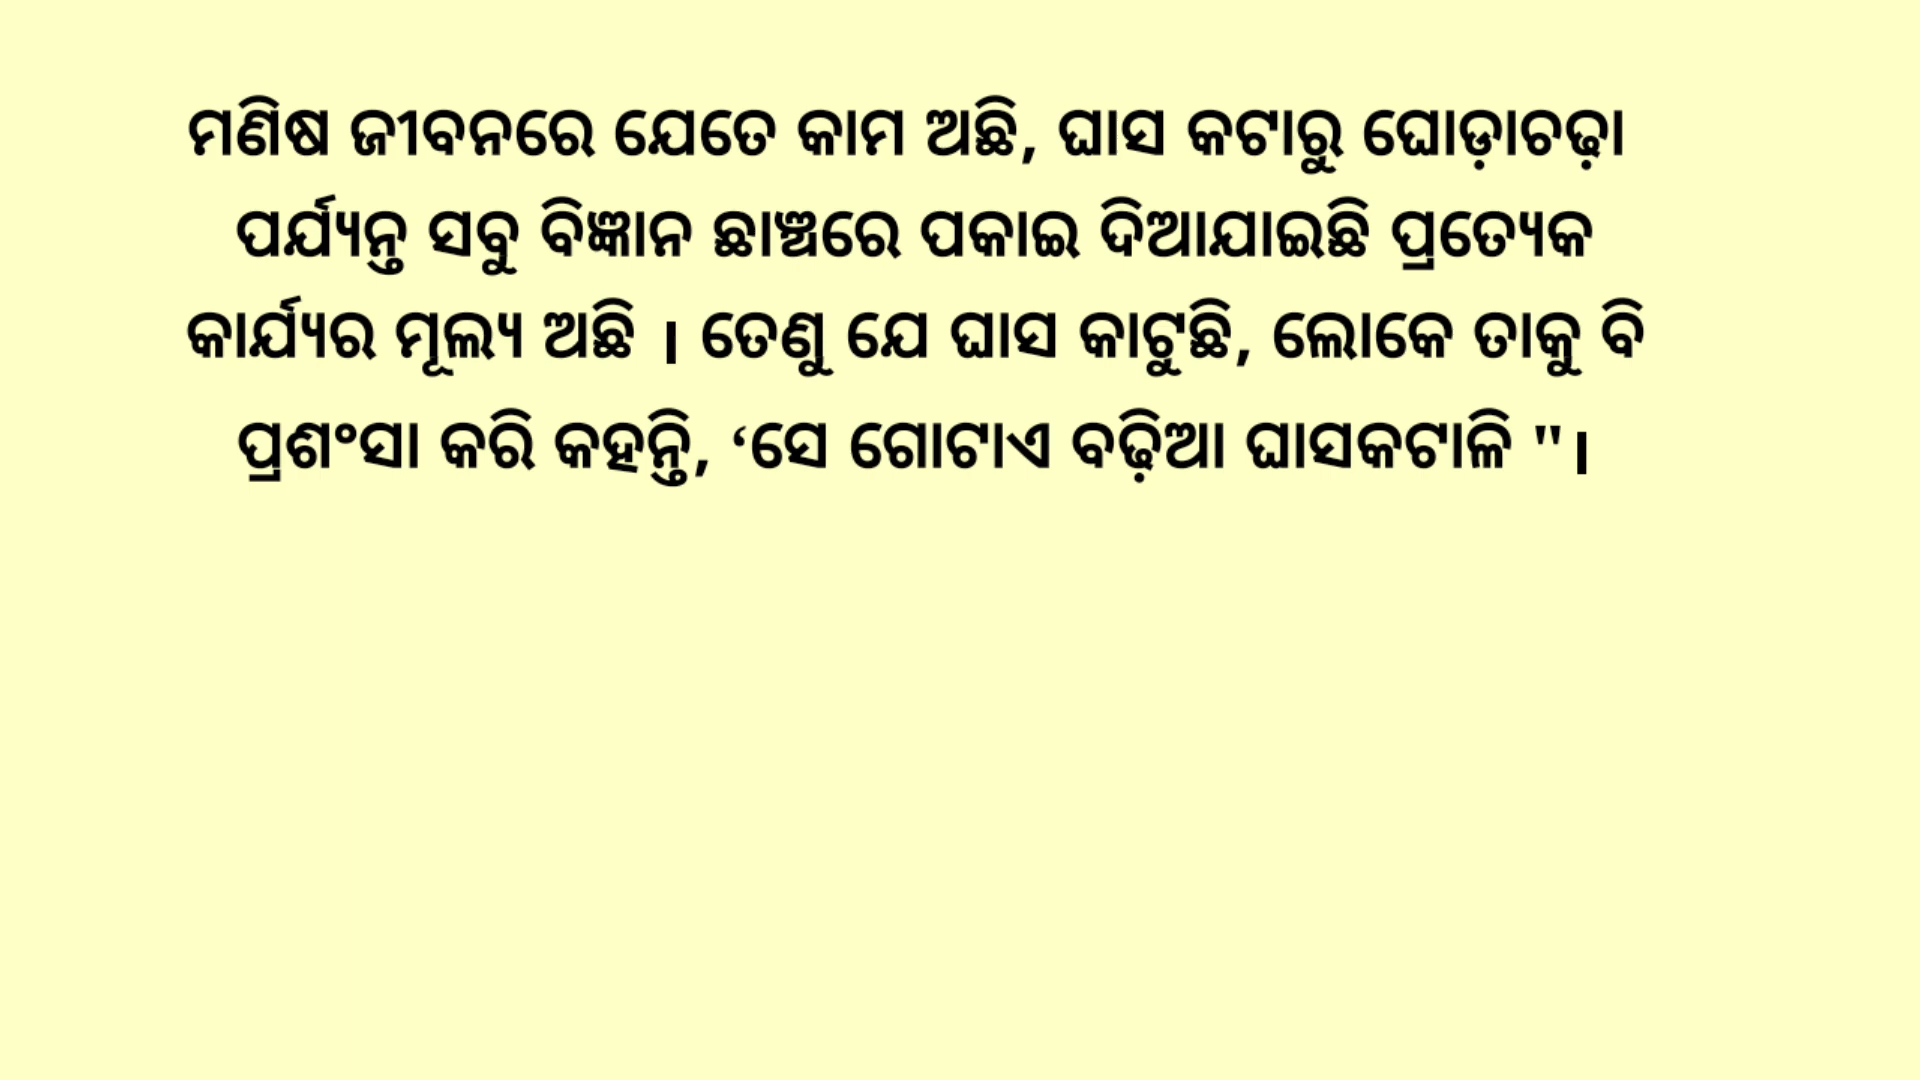 ମଣିଷ ଜୀବନରେ ଯେତେ କାମ ଅଛି, ଘାସ କଟାରୁ ଘୋଡ଼ାଚଢ଼ା
ପର୍ଯ୍ୟନ୍ତ ସବୁ ବିଜ୍ଞାନ ଛାଞ୍ଚରେ ପକାଇ ଦିଆଯାଇଛି ପ୍ରତ୍ୟେକ
କାର୍ଯ୍ୟର ମୂଲ୍ୟ ଅଛି । ତେଣୁ ଯେ ଘାସ କାଟୁଛି, ଲୋକେ ତାକୁ ବି
ପ୍ରଶଂସା କରି କହନ୍ତି, ‘ସେ ଗୋଟାଏ ବଢ଼ିଆ ଘାସକଟାଳି "।